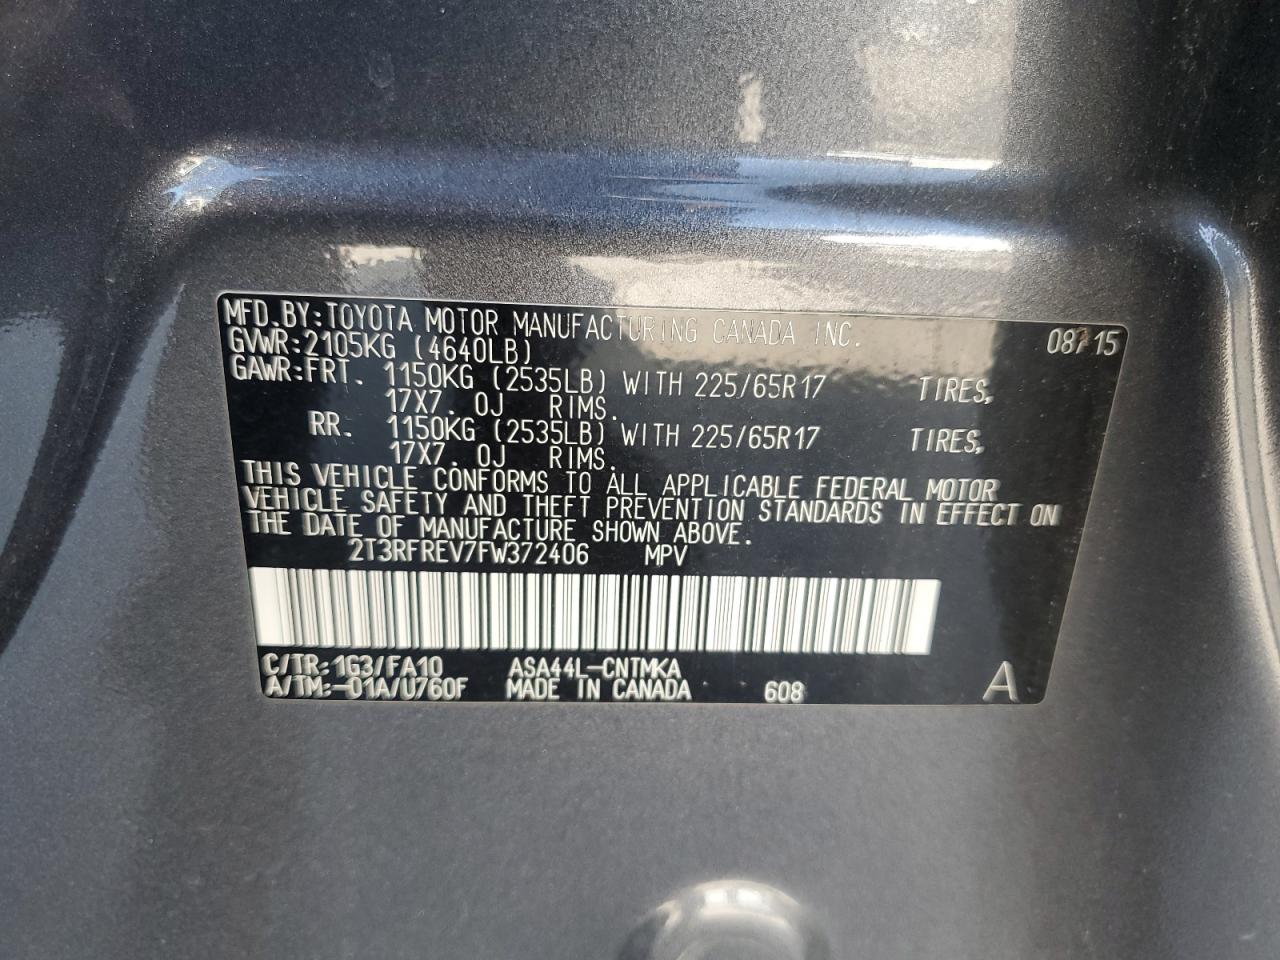 MFD.BY:TOYOTA MOTOR MANUFACTURING CANADA INC. 08/15
GVWR:2105KG (4640LB)
GAWR:FRT. 1150KG (2535LB) WITH 225/65R17 TIRES,
17X7.0J RIMS.
RR. 1150KG (2535LB) WITH 225/65R17 TIRES,
17X7.0J RIMS.
THIS VEHICLE CONFORMS TO ALL APPLICABLE FEDERAL MOTOR
VEHICLE SAFETY AND THEFT PREVENTION STANDARDS IN EFFECT ON
THE DATE OF MANUFACTURE SHOWN ABOVE.
2T3RFREV7FW372406 MPV
C/TR:1G3/FA10 ASA44L-CNTMKA
A/TM:-01A/U760F MADE IN CANADA 608 A